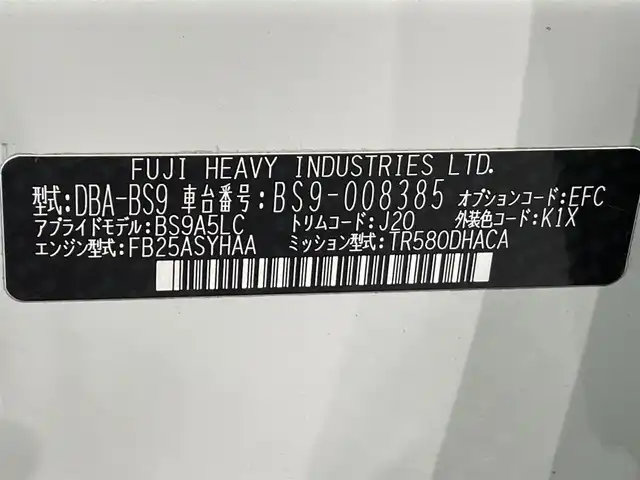 FUJI HEAVY INDUSTRIES LTD.
型式:DBA-BS9 車台番号:BS9-008385 オプションコード:EFC
アプライドモデル:BS9A5LC トリムコード:J20 外装色コード:K1X
エンジン型式:FB25ASYHAA ミッション型式:TR580DHACA